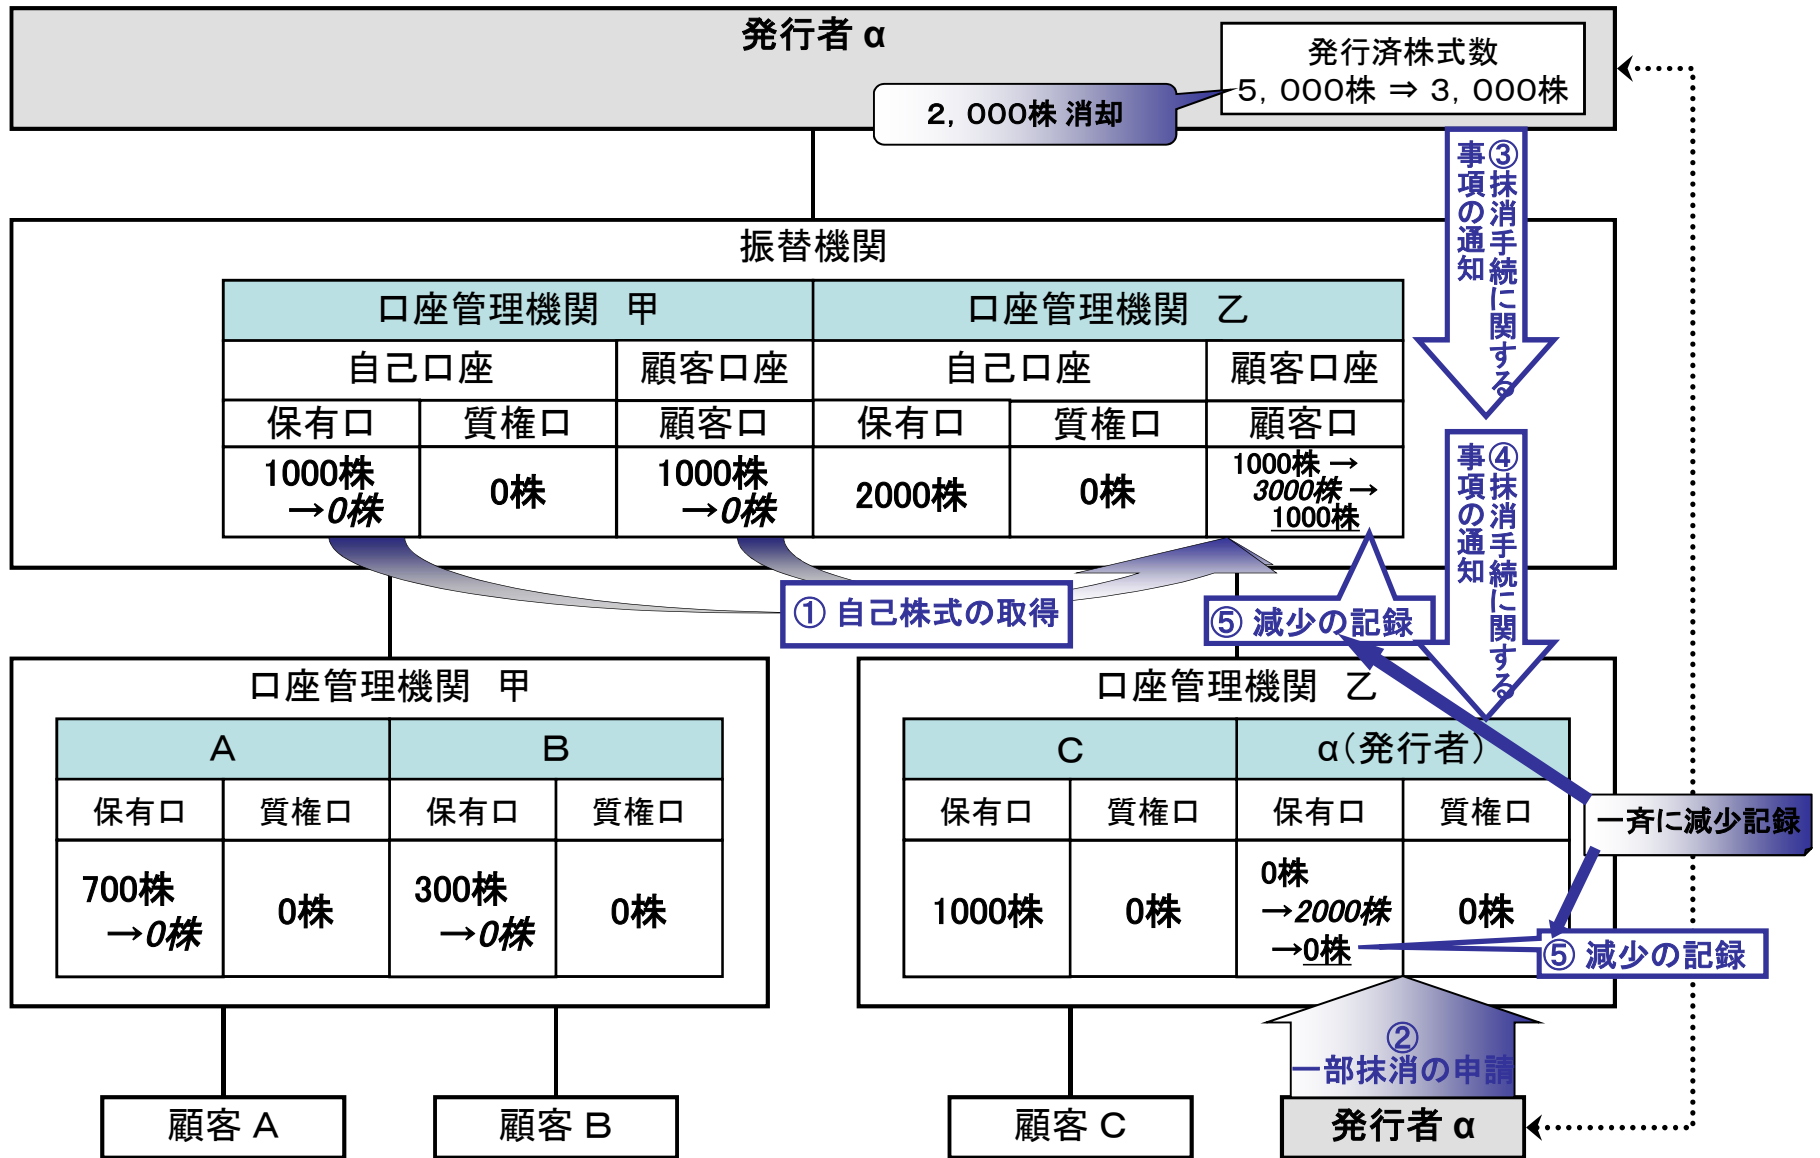 発行者 α
発行済株式数
5，000株 ⇒ 3，000株
2，000株 消却
③抹消手続に関する
事項の通知
振替機関
口座管理機関　甲
口座管理機関　乙
自己口座
顧客口座
自己口座
顧客口座
保有口
質権口
顧客口
保有口
質権口
顧客口
1000株
→0株
0株
1000株
→0株
2000株
0株
1000株→
3000株→
1000株
④抹消手続に関する
事項の通知
① 自己株式の取得
⑤ 減少の記録
口座管理機関　甲
A
B
保有口
質権口
保有口
質権口
700株
→0株
0株
300株
→0株
0株
口座管理機関　乙
C
α(発行者)
保有口
質権口
保有口
質権口
1000株
0株
0株
→2000株
→0株
0株
一斉に減少記録
⑤ 減少の記録
②
一部抹消の申請
顧客 A
顧客 B
顧客 C
発行者 α